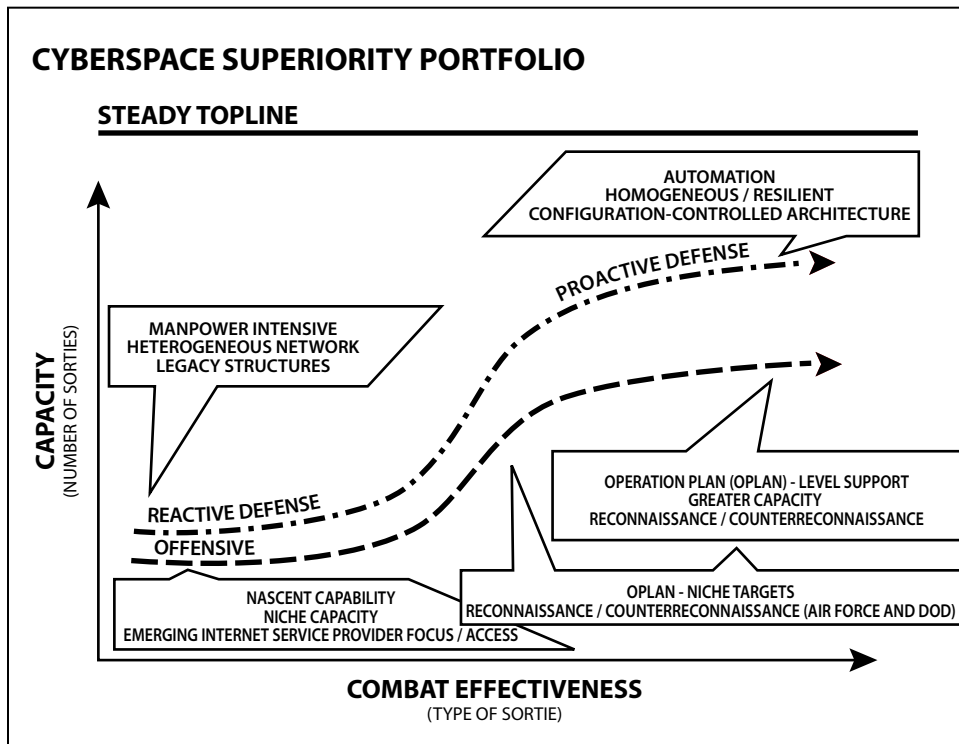 CYBERSPACE SUPERIORITY PORTFOLIO
STEADY TOPLINE
AUTOMATION
HOMOGENEOUS / RESILIENT
CONFIGURATION-CONTROLLED ARCHITECTURE
PROACTIVE DEFENSE
MANPOWER INTENSIVE
HETEROGENEOUS NETWORK
LEGACY STRUCTURES
CAPACITY
(NUMBER OF SORTIES)
REACTIVE DEFENSE
OFFENSIVE
OPERATION PLAN (OPLAN) - LEVEL SUPPORT
GREATER CAPACITY
RECONNAISSANCE / COUNTERRECONNAISSANCE
OPLAN - NICHE TARGETS
RECONNAISSANCE / COUNTERRECONNAISSANCE (AIR FORCE AND DOD)
NASCENT CAPABILITY
NICHE CAPACITY
EMERGING INTERNET SERVICE PROVIDER FOCUS / ACCESS
COMBAT EFFECTIVENESS
(TYPE OF SORTIE)